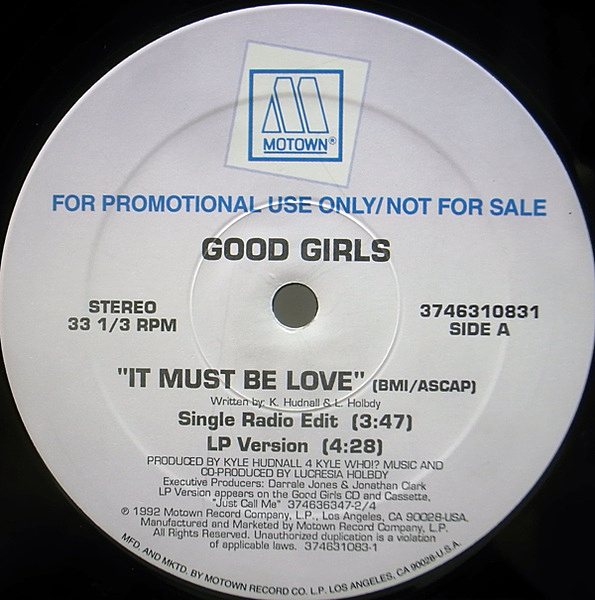 MOTOWN®
FOR PROMOTIONAL USE ONLY/NOT FOR SALE
GOOD GIRLS
STEREO
33 1/3 RPM
3746310831
SIDE A
"IT MUST BE LOVE" (BMI/ASCAP)
Written by: K. Hudnall & L. Holbdy
Single Radio Edit (3:47)
LP Version (4:28)
PRODUCED BY KYLE HUDNALL 4 KYLE WHO!? MUSIC AND
CO-PRODUCED BY LUCRESIA HOLBDY
Executive Producers: Darrale Jones & Jonathan Clark
LP Version appears on the Good Girls CD and Cassette,
"Just Call Me" 374636347-2/4
℗ 1992 Motown Record Company, L.P., Los Angeles, CA 90028-USA.
Manufactured and Marketed by Motown Record Company, L.P.
All Rights Reserved. Unauthorized duplication is a violation
of applicable laws. 374631083-1
MFD. AND MKTD. BY MOTOWN RECORD CO. L.P. LOS ANGELES, CA 90028-U.S.A.